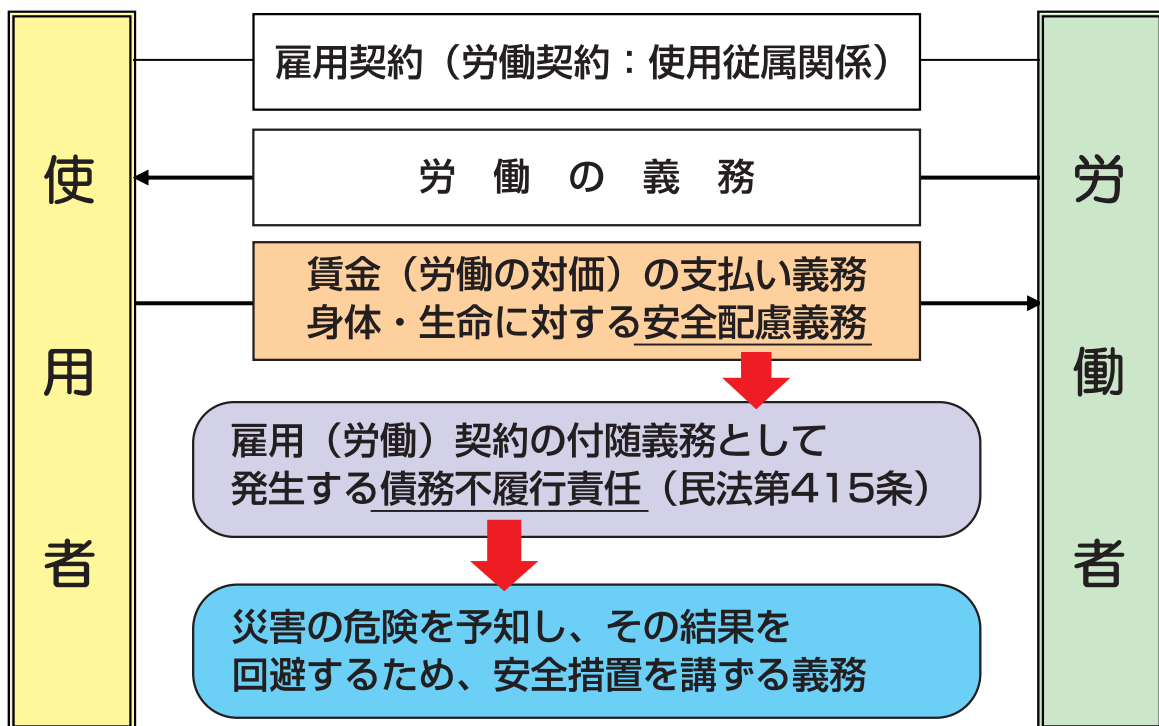 使用者
雇用契約（労働契約：使用従属関係）
労働の義務
賃金（労働の対価）の支払い義務
身体・生命に対する安全配慮義務
雇用（労働）契約の付随義務として
発生する債務不履行責任（民法第415条）
災害の危険を予知し、その結果を
回避するため、安全措置を講ずる義務
労働者